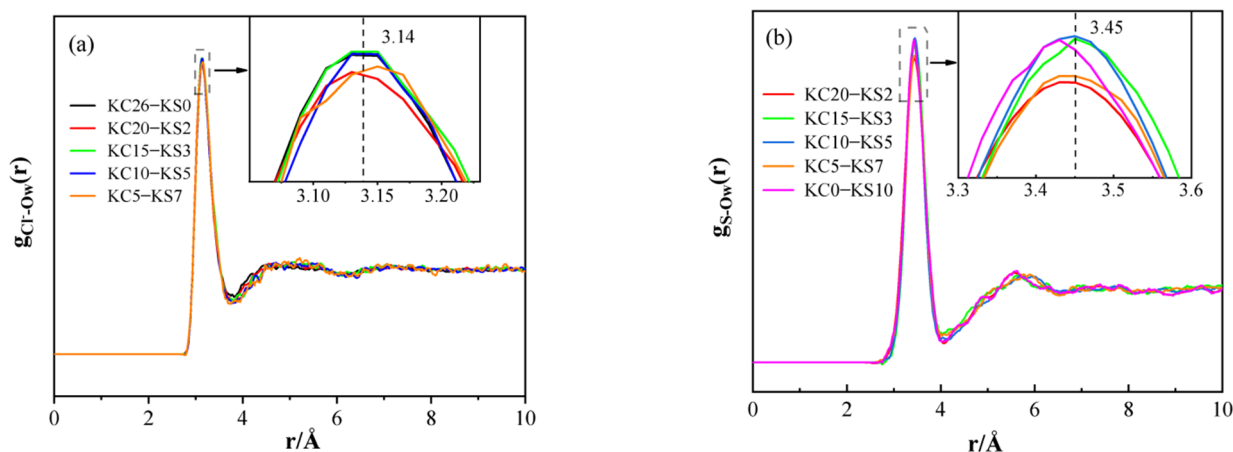 (a)
3.14
3.10
3.15
3.20
KC26−KS0
KC20−KS2
KC15−KS3
KC10−KS5
KC5−KS7
gCl⁻-Ow(r)
0
2
4
6
8
10
r/Å
(b)
3.45
3.3
3.4
3.5
3.6
KC20−KS2
KC15−KS3
KC10−KS5
KC5−KS7
KC0−KS10
gS-Ow(r)
0
2
4
6
8
10
r/Å